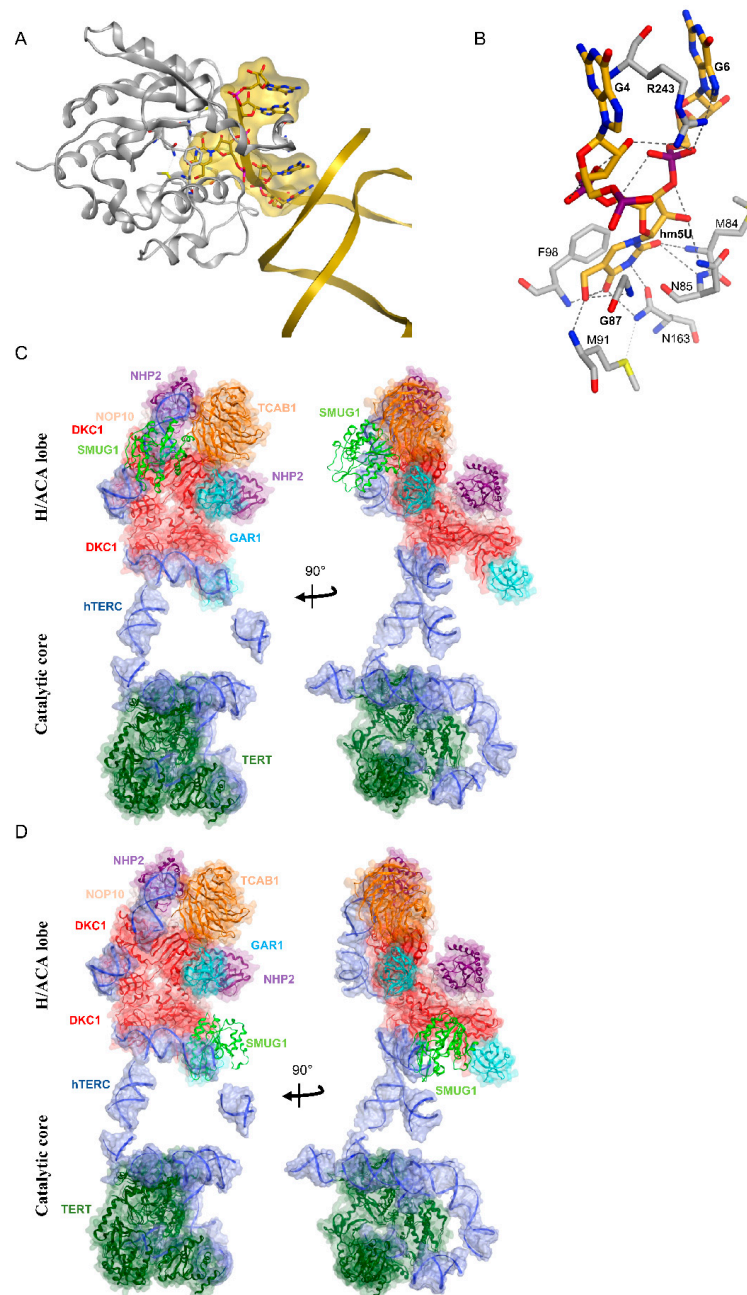 A
B
G4
R243
G6
hm5U
M84
F98
N85
G87
N163
M91
C
H/ACA lobe
Catalytic core
NHP2
NOP10
DKC1
SMUG1
TCAB1
NHP2
DKC1
GAR1
hTERC
TERT
90°
SMUG1
D
H/ACA lobe
Catalytic core
NHP2
NOP10
TCAB1
DKC1
GAR1
NHP2
DKC1
SMUG1
hTERC
TERT
90°
SMUG1